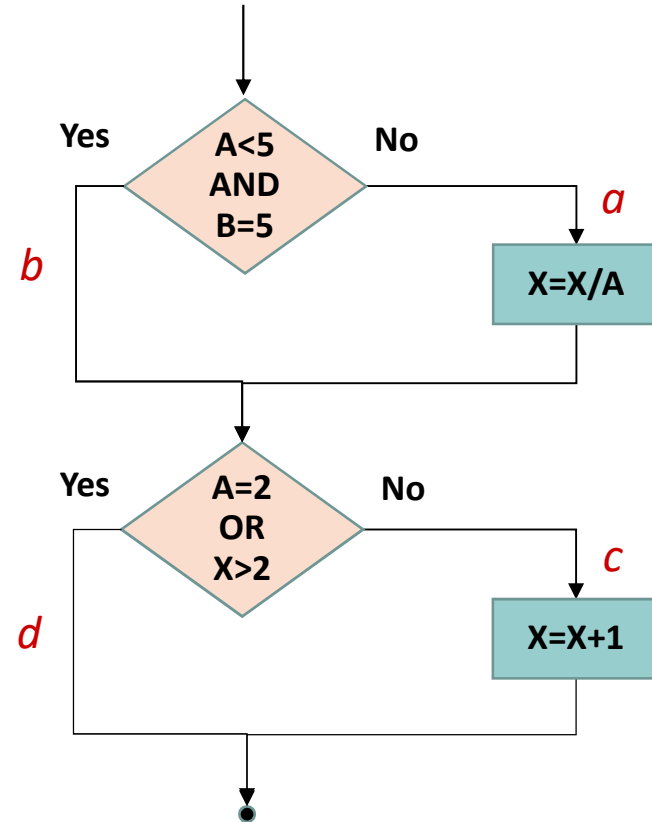 Yes
No
A<5
AND
B=5
a
b
X=X/A
Yes
No
A=2
OR
X>2
c
d
X=X+1